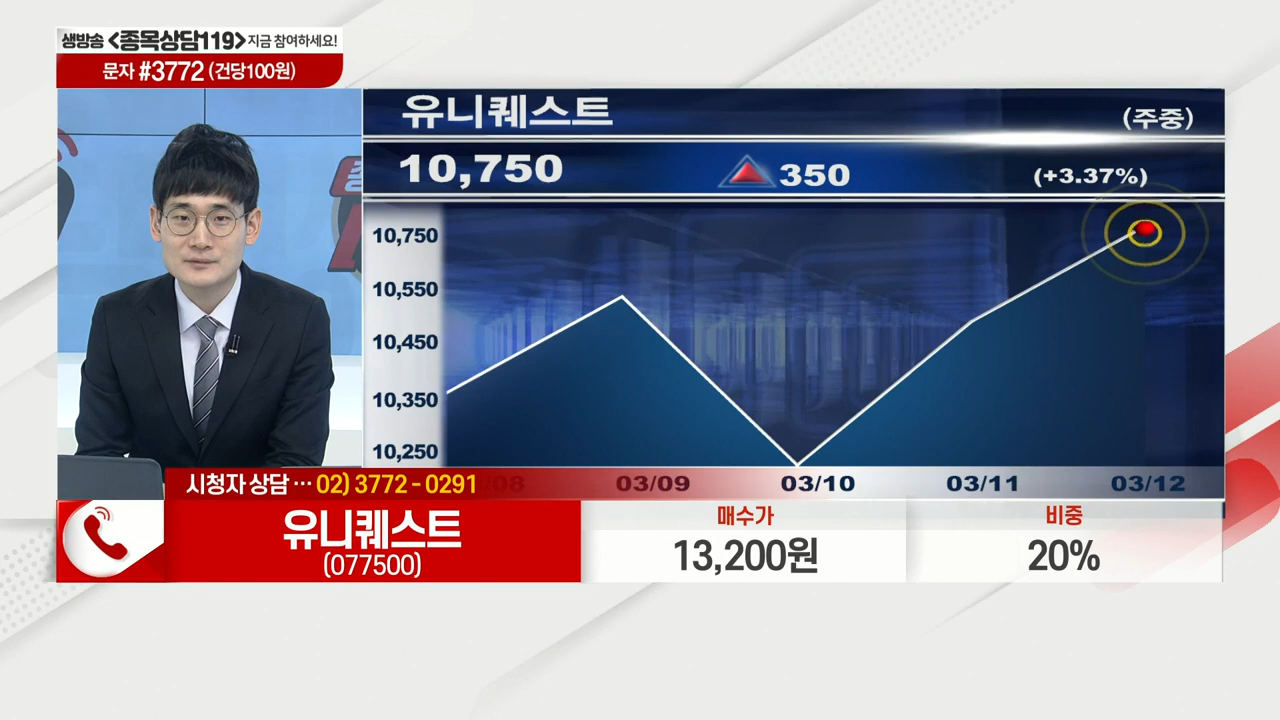 생방송 <종목상담119> 지금 참여하세요!
문자 #3772 (건당100원)
유니퀘스트 (주중)
10,750 350 (+3.37%)
10,750
10,550
10,450
10,350
10,250
03/09 03/10 03/11 03/12
시청자 상담 … 02) 3772 - 0291
유니퀘스트
(077500)
매수가
13,200원
비중
20%